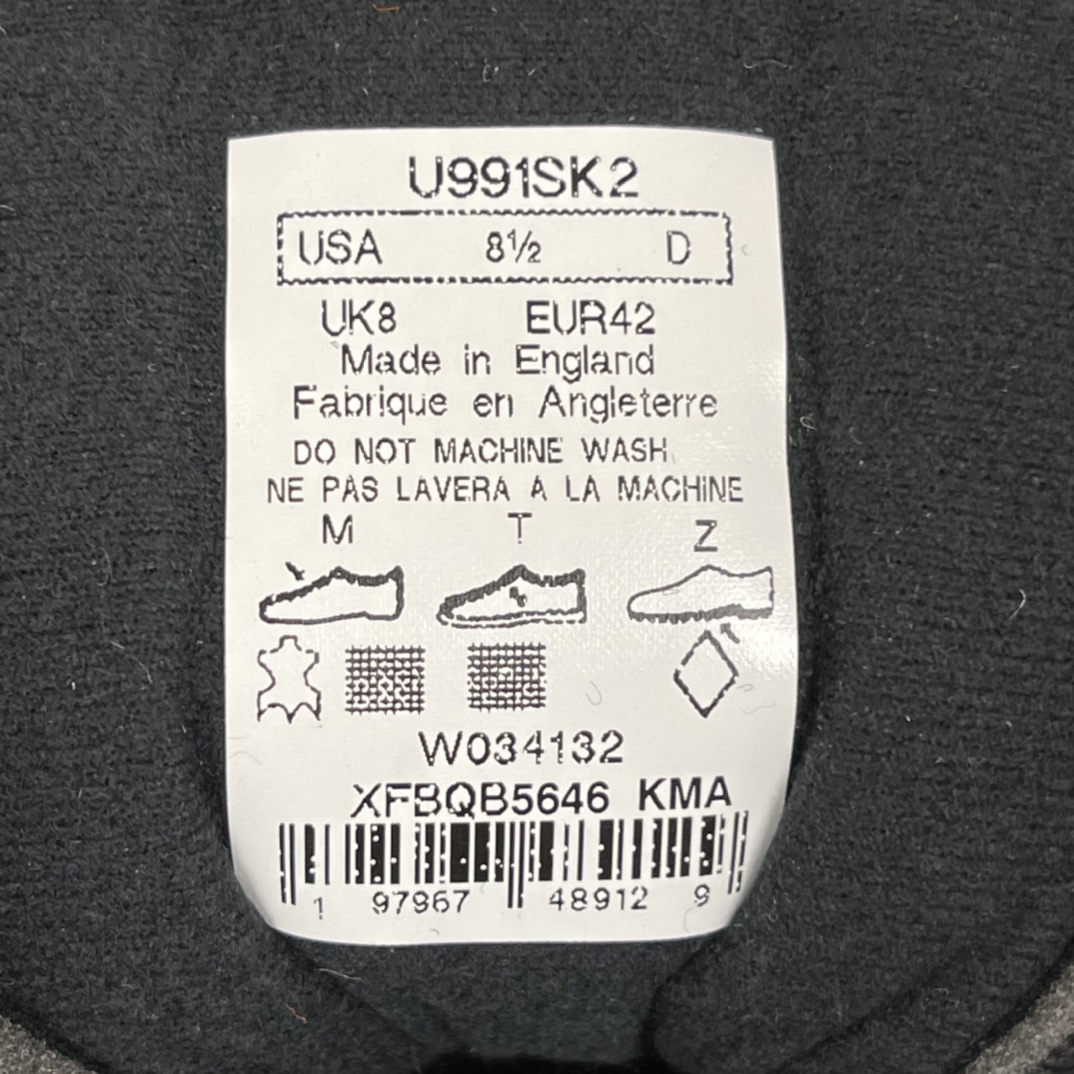 U991SK2
USA 8½ D
UK8 EUR42
Made in England
Fabrique en Angleterre
DO NOT MACHINE WASH.
NE PAS LAVERA A LA MACHINE
M T Z
W034132
XFBQB5646 KMA
1 97967 48912 9